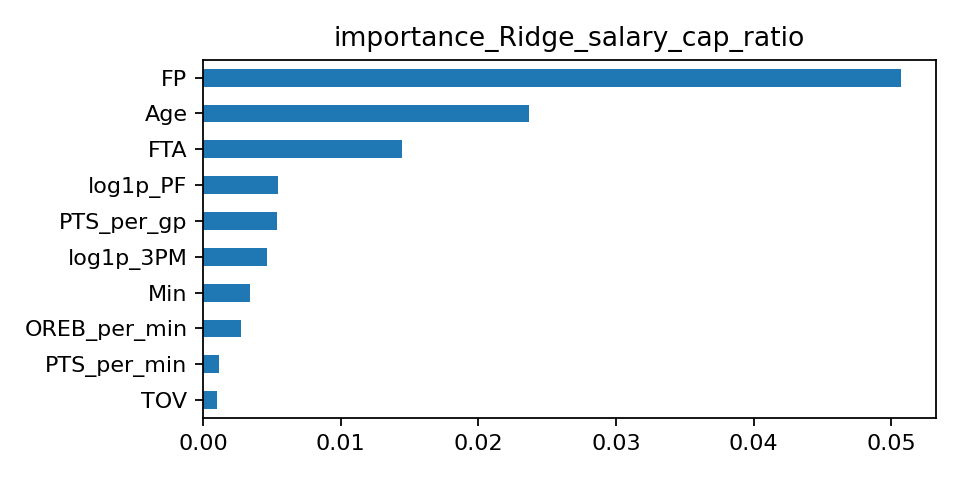 importance_Ridge_salary_cap_ratio
FP
Age
FTA
log1p_PF
PTS_per_gp
log1p_3PM
Min
OREB_per_min
PTS_per_min
TOV
0.00 0.01 0.02 0.03 0.04 0.05